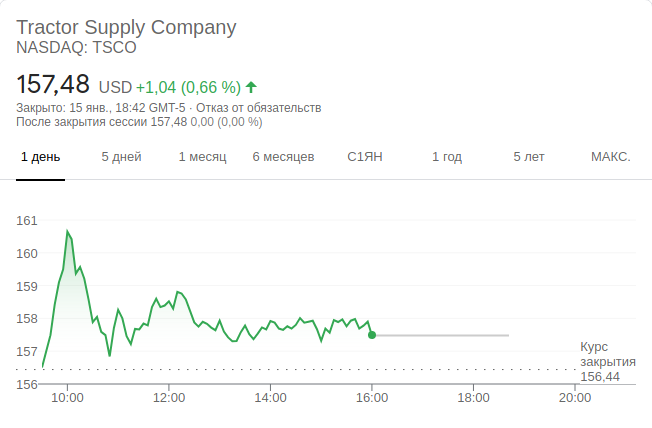 Tractor Supply Company
NASDAQ: TSCO
157,48 USD +1,04 (0,66 %)
Закрыто: 15 янв., 18:42 GMT-5 · Отказ от обязательств
После закрытия сессии 157,48 0,00 (0,00 %)
1 день 5 дней 1 месяц 6 месяцев С1ЯН 1 год 5 лет МАКС.
161
160
159
158
157
156
Курс
закрытия
156,44
10:00 12:00 14:00 16:00 18:00 20:00